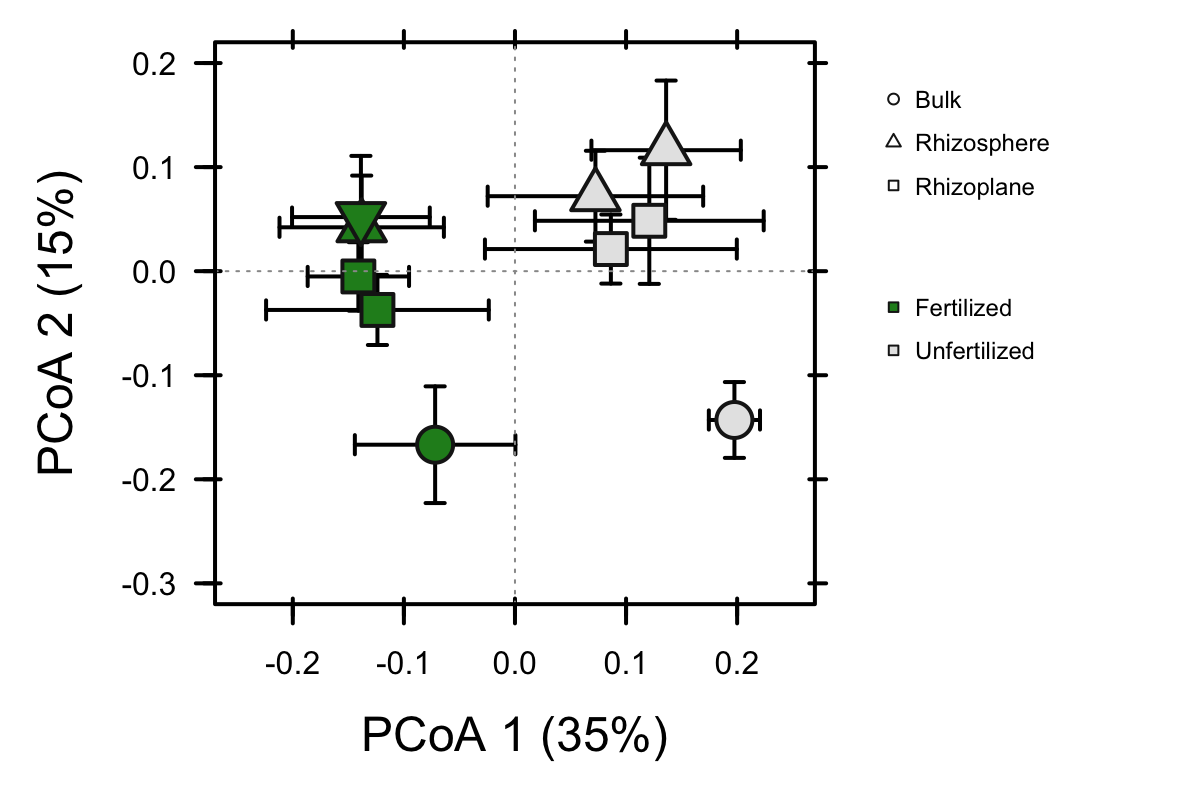 0.2
0.1
0.0
-0.1
-0.2
-0.3
PCoA 2 (15%)
-0.2 -0.1 0.0 0.1 0.2
PCoA 1 (35%)
Bulk
Rhizosphere
Rhizoplane
Fertilized
Unfertilized